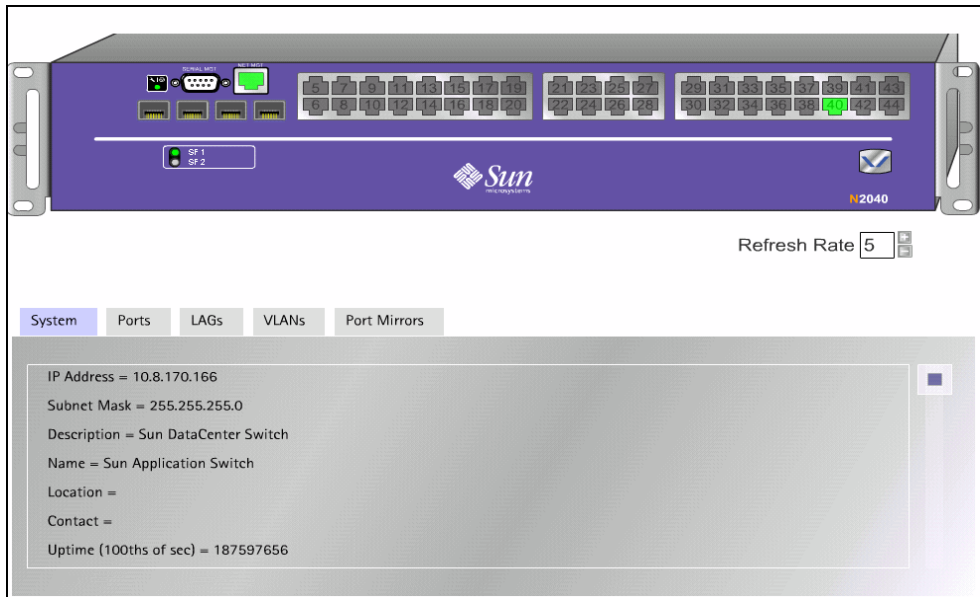 SERIAL MGT NET MGT
5 7 9 11 13 15 17 19 21 23 25 27 29 31 33 35 37 39 41 43
6 8 10 12 14 16 18 20 22 24 26 28 30 32 34 36 38 40 42 44
SF 1
SF 2
Sun
microsystems
N2040
Refresh Rate 5
System Ports LAGs VLANs Port Mirrors
IP Address = 10.8.170.166
Subnet Mask = 255.255.255.0
Description = Sun DataCenter Switch
Name = Sun Application Switch
Location =
Contact =
Uptime (100ths of sec) = 187597656